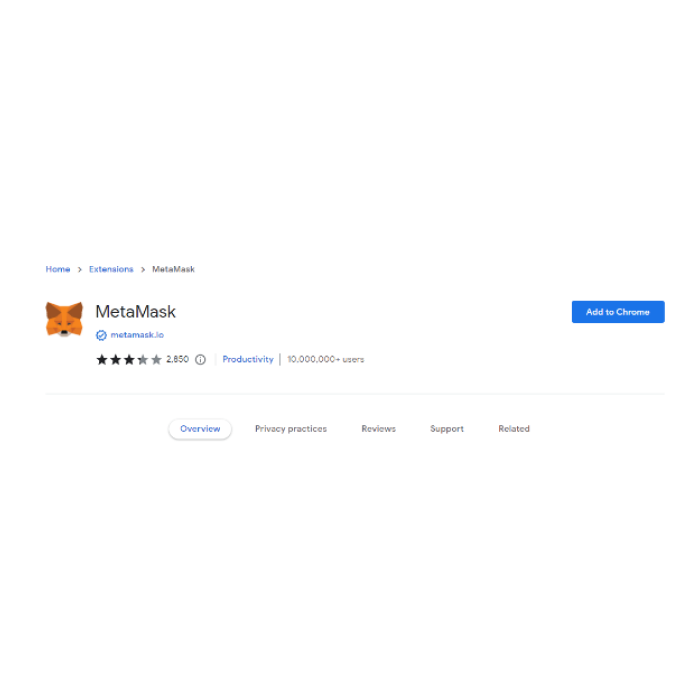 Home > Extensions > MetaMask
MetaMask
Add to Chrome
metamask.io
2,850 Productivity | 10,000,000+ users
Overview Privacy practices Reviews Support Related